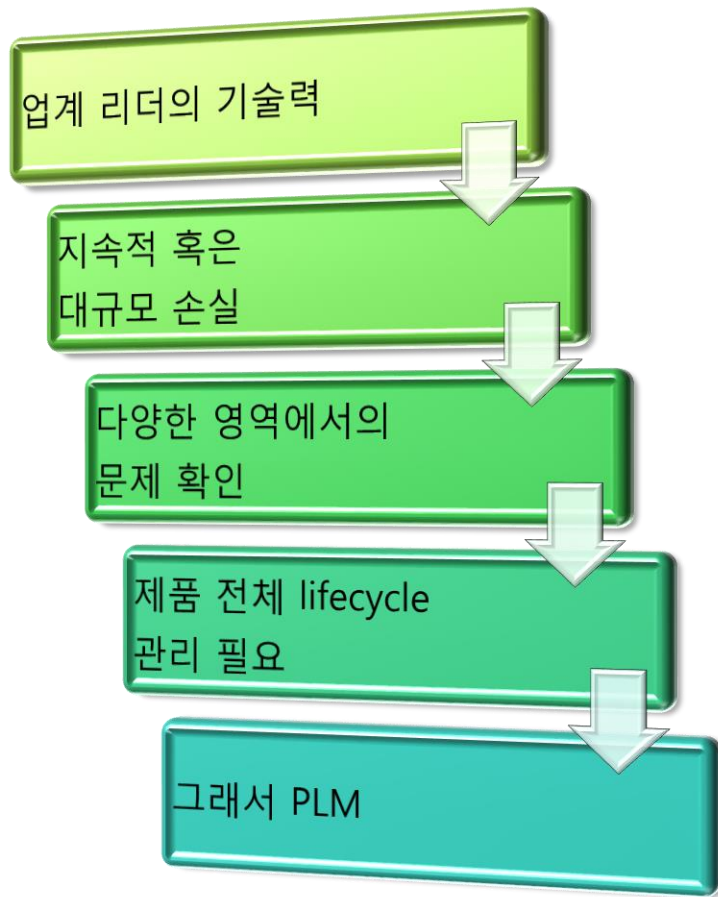 업계 리더의 기술력
지속적 혹은
대규모 손실
다양한 영역에서의
문제 확인
제품 전체 lifecycle
관리 필요
그래서 PLM